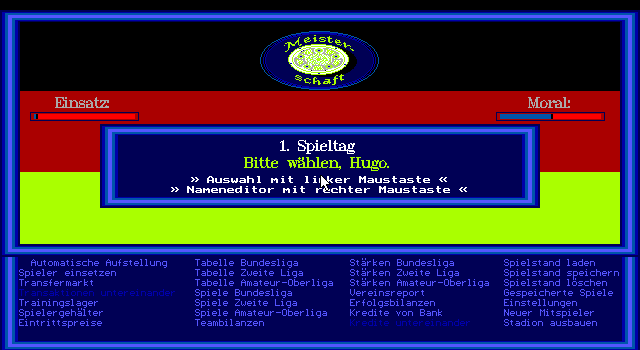 Meister-
schaft
Einsatz:
Moral:
1. Spieltag
Bitte wählen, Hugo.
» Auswahl mit linker Maustaste «
» Nameneditor mit rechter Maustaste «
Automatische Aufstellung
Spieler einsetzen
Transfermarkt
Trainingslager
Spielergehälter
Eintrittspreise
Tabelle Bundesliga
Tabelle Zweite Liga
Tabelle Amateur-Oberliga
Spiele Bundesliga
Spiele Zweite Liga
Spiele Amateur-Oberliga
Teambilanzen
Stärken Bundesliga
Stärken Zweite Liga
Stärken Amateur-Oberliga
Vereinsreport
Erfolgsbilanzen
Kredite von Bank
Kredite untereinander
Spielstand laden
Spielstand speichern
Spielstand löschen
Gespeicherte Spiele
Einstellungen
Neuer Mitspieler
Stadion ausbauen